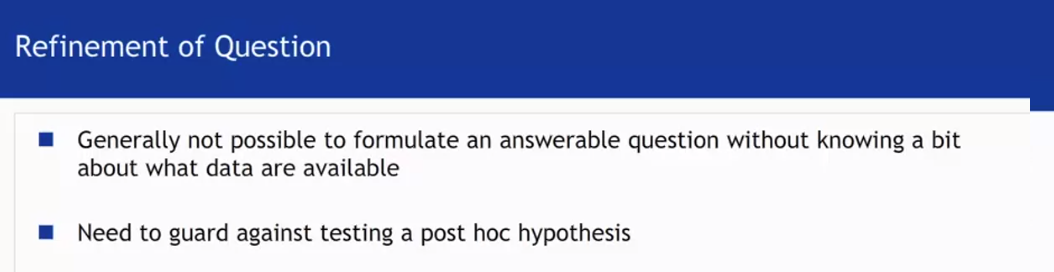 Refinement of Question
Generally not possible to formulate an answerable question without knowing a bit
about what data are available
Need to guard against testing a post hoc hypothesis